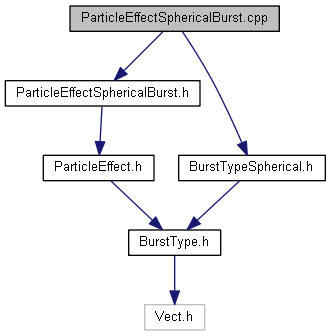 ParticleEffectSphericalBurst.cpp
ParticleEffectSphericalBurst.h
ParticleEffect.h
BurstTypeSpherical.h
BurstType.h
Vect.h